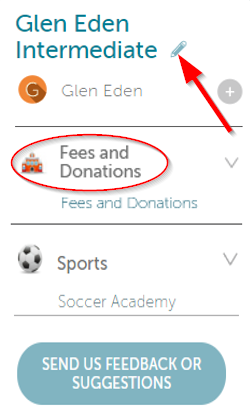 Glen Eden
Intermediate
G Glen Eden +
Fees and
Donations
Fees and Donations
Sports
Soccer Academy
SEND US FEEDBACK OR
SUGGESTIONS